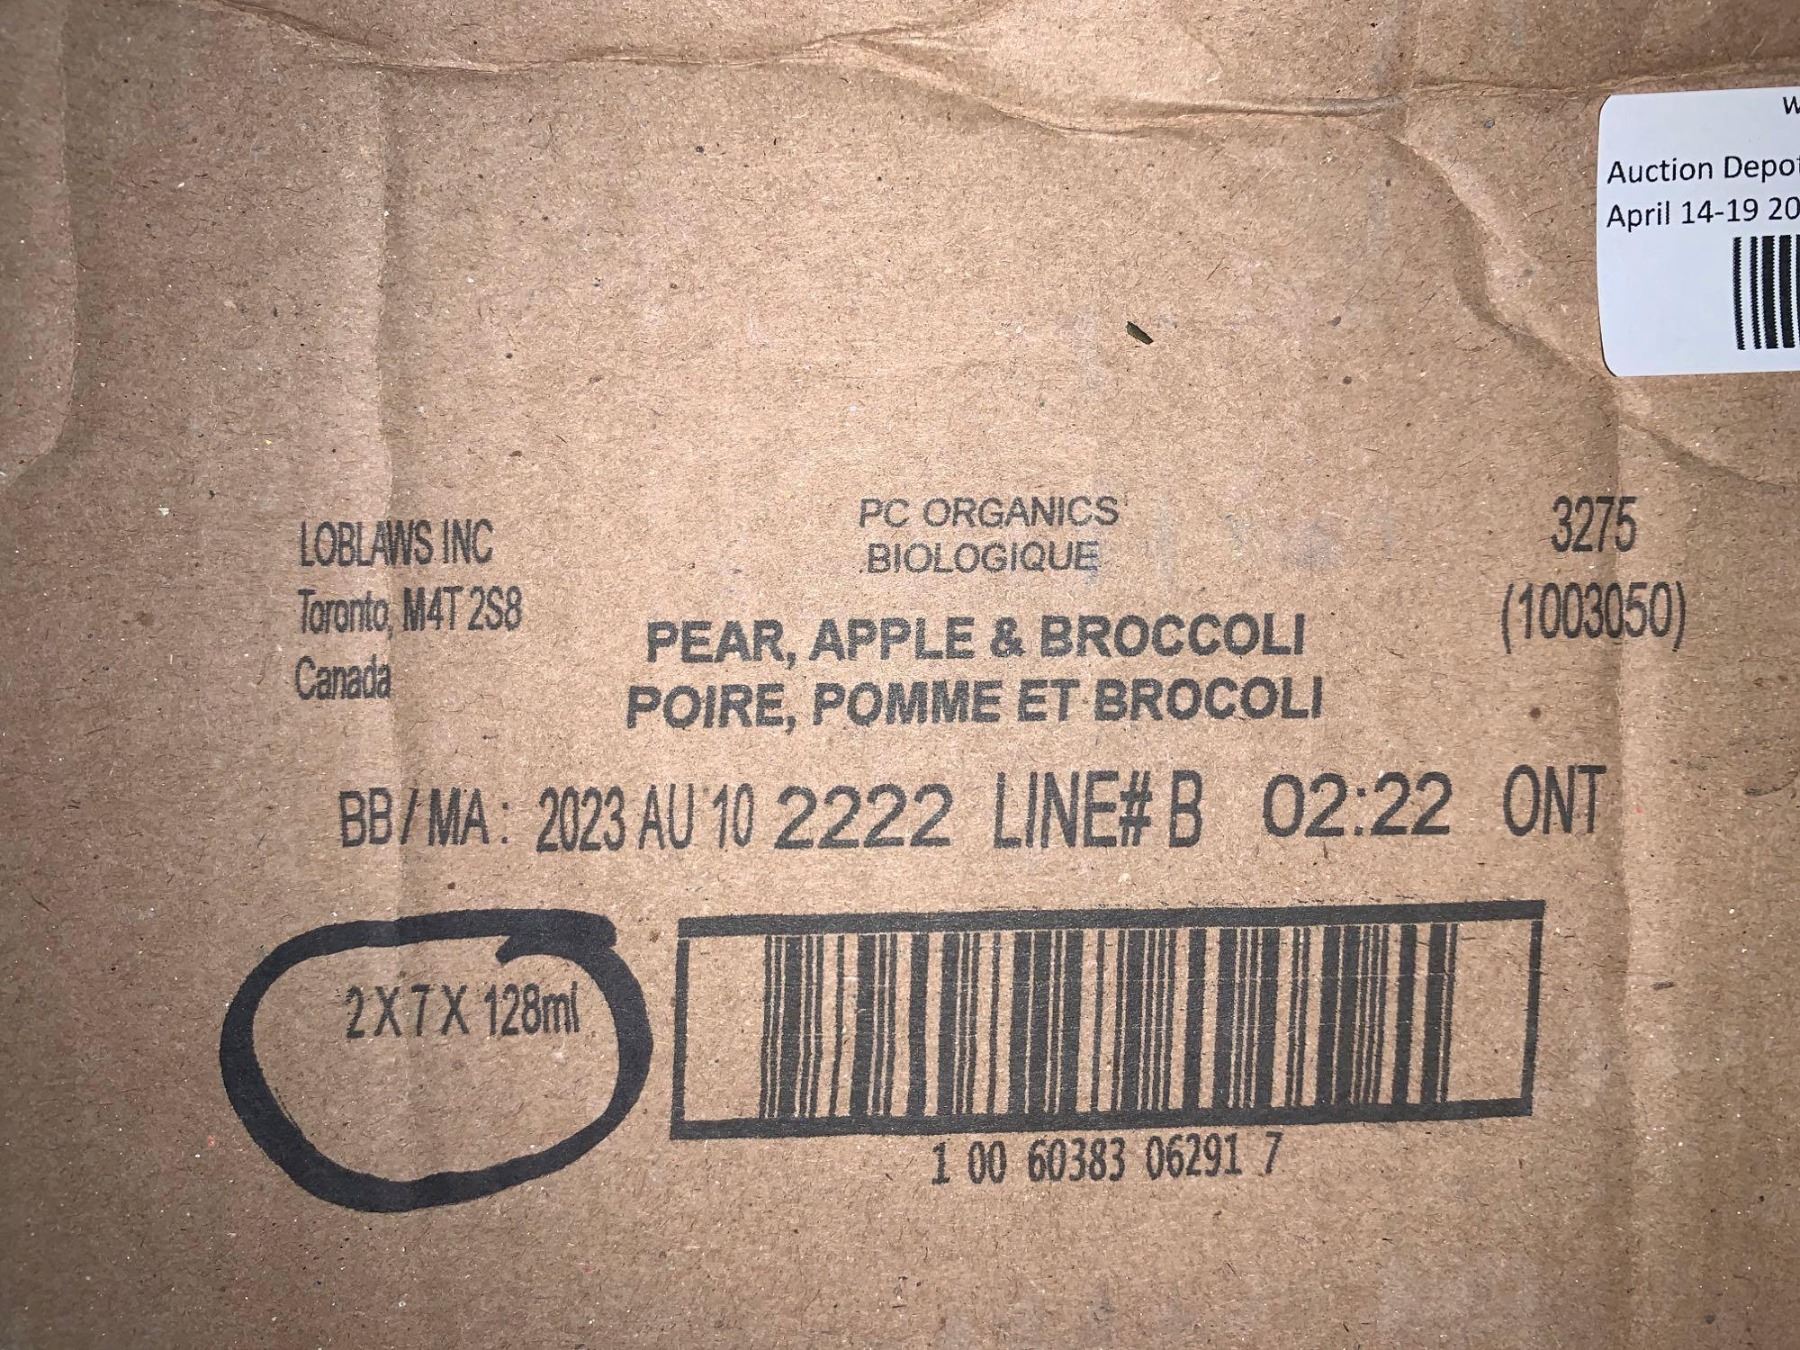 Auction
April 14-19
LOBLAWS INC
Toronto, M4T 2S8
Canada
PC ORGANICS
BIOLOGIQUE
3275
(1003050)
PEAR, APPLE & BROCCOLI
POIRE, POMME ET BROCOLI
BB / MA : 2023 AU 10 2222 LINE# B 02:22 ONT
2 X 7 X 128ml
1 00 60383 06291 7